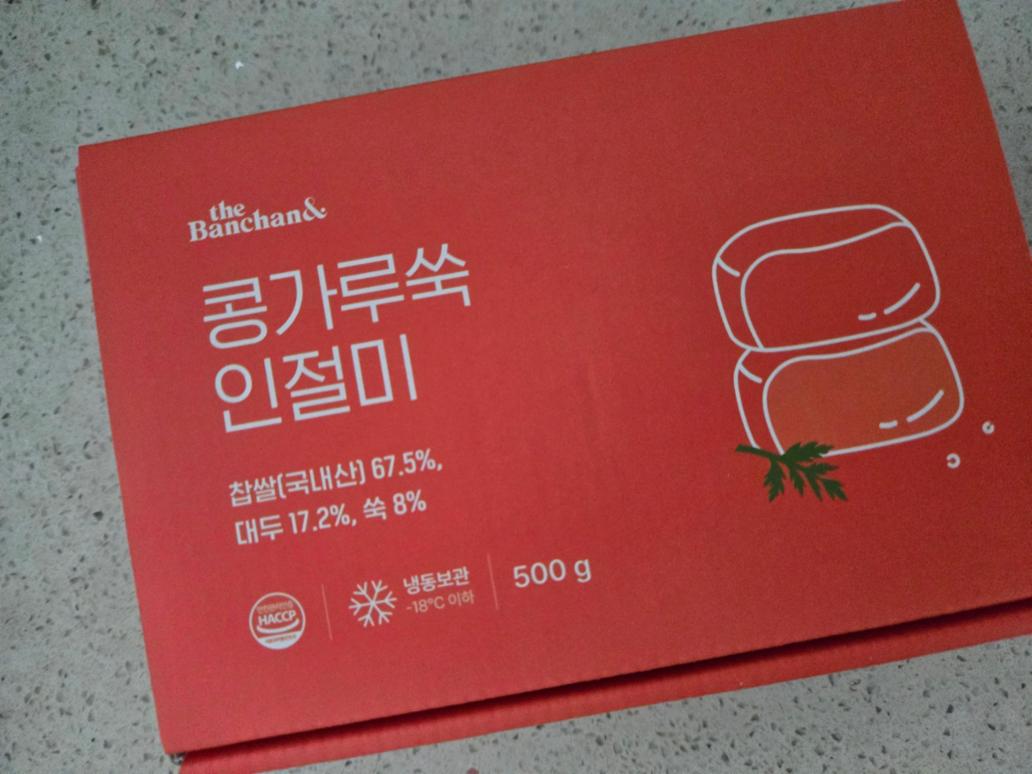 the
Banchan&
콩가루쑥
인절미
찹쌀(국내산) 67.5%,
대두 17.2%, 쑥 8%
HACCP
냉동보관
-18°C 이하
500 g